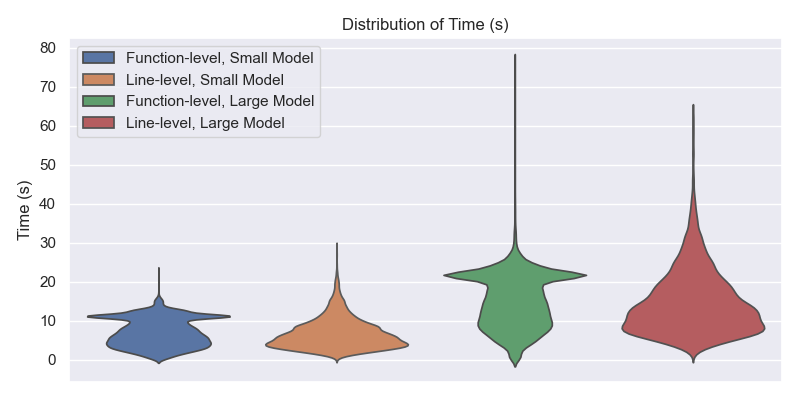 Distribution of Time (s)
80
70
60
50
40
30
20
10
0
Time (s)
Function-level, Small Model
Line-level, Small Model
Function-level, Large Model
Line-level, Large Model